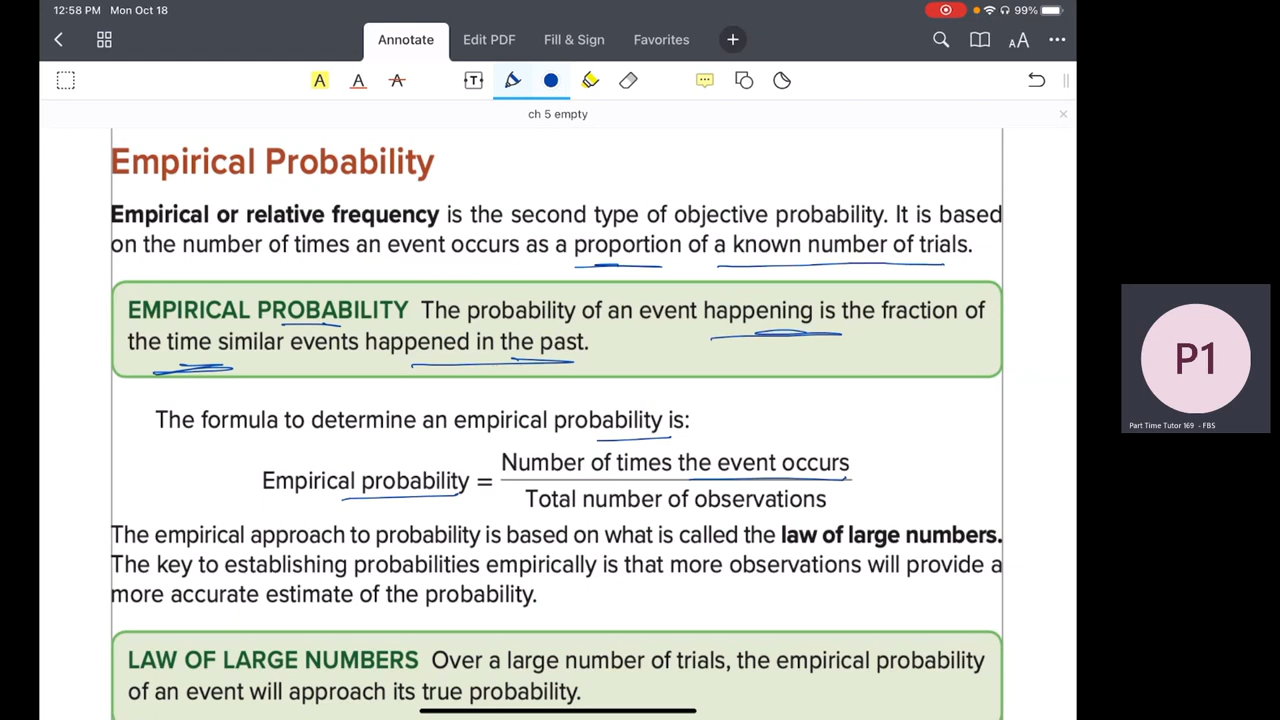 12:58 PM Mon Oct 18
99%
Annotate Edit PDF Fill & Sign Favorites
A A A T AA
ch 5 empty
Empirical Probability
Empirical or relative frequency is the second type of objective probability. It is based
on the number of times an event occurs as a proportion of a known number of trials.
EMPIRICAL PROBABILITY The probability of an event happening is the fraction of
the time similar events happened in the past.
The formula to determine an empirical probability is:
Empirical probability = Number of times the event occurs
Total number of observations
The empirical approach to probability is based on what is called the law of large numbers.
The key to establishing probabilities empirically is that more observations will provide a
more accurate estimate of the probability.
LAW OF LARGE NUMBERS Over a large number of trials, the empirical probability
of an event will approach its true probability.
P1
Part Time Tutor 169 - FBS